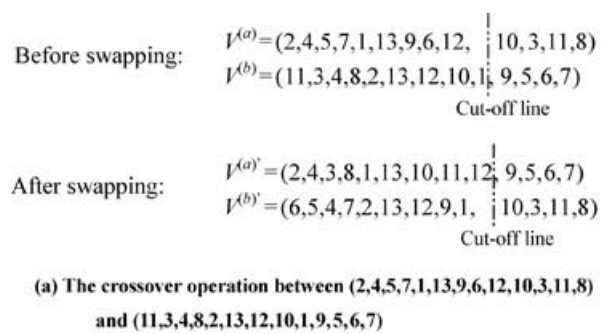 Before swapping:
V(a)=(2,4,5,7,1,13,9,6,12, 10,3,11,8)
V(b)=(11,3,4,8,2,13,12,10,1, 9,5,6,7)
Cut-off line
After swapping:
V(a)'=(2,4,3,8,1,13,10,11,12, 9,5,6,7)
V(b)'=(6,5,4,7,2,13,12,9,1, 10,3,11,8)
Cut-off line
(a) The crossover operation between (2,4,5,7,1,13,9,6,12,10,3,11,8)
and (11,3,4,8,2,13,12,10,1,9,5,6,7)